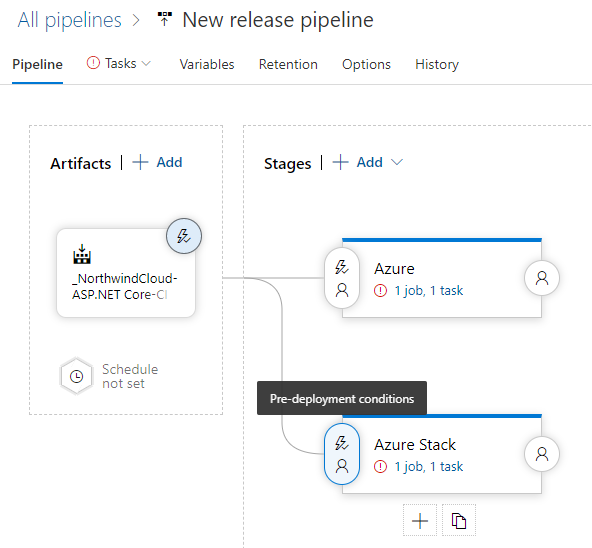 All pipelines > New release pipeline
Pipeline Tasks Variables Retention Options History
Artifacts | + Add
Stages | + Add
_NorthwindCloud-
ASP.NET Core-CI
Schedule
not set
Azure
1 job, 1 task
Pre-deployment conditions
Azure Stack
1 job, 1 task